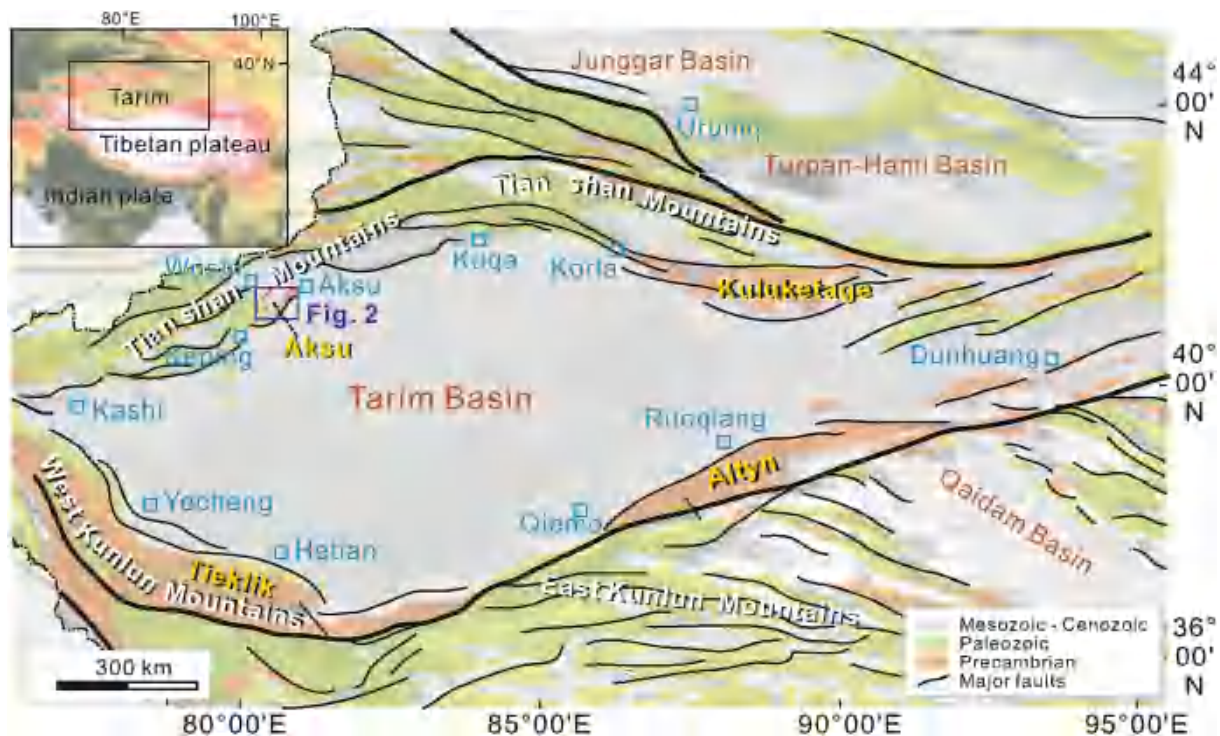 80°E
100°E
40°N
Tarim
Tibetan plateau
Indian plate
Junggar Basin
44°
00'
N
Urumqi
Turpan-Hami Basin
Tian shan Mountains
Tian shan Mountains
Kuqa
Korla
Kuluketage
Aksu
Fig. 2
Aksu
Dunhuang
40°
00'
N
Kashi
Tarim Basin
Ruoqiang
Altyn
Qaidam Basin
Yecheng
Qiemo
Hetian
Tieklik
West Kunlun Mountains
East Kunlun Mountains
36°
00'
N
Mesozoic - Cenozoic
Paleozoic
Precambrian
Major faults
300 km
80°00'E
85°00'E
90°00'E
95°00'E